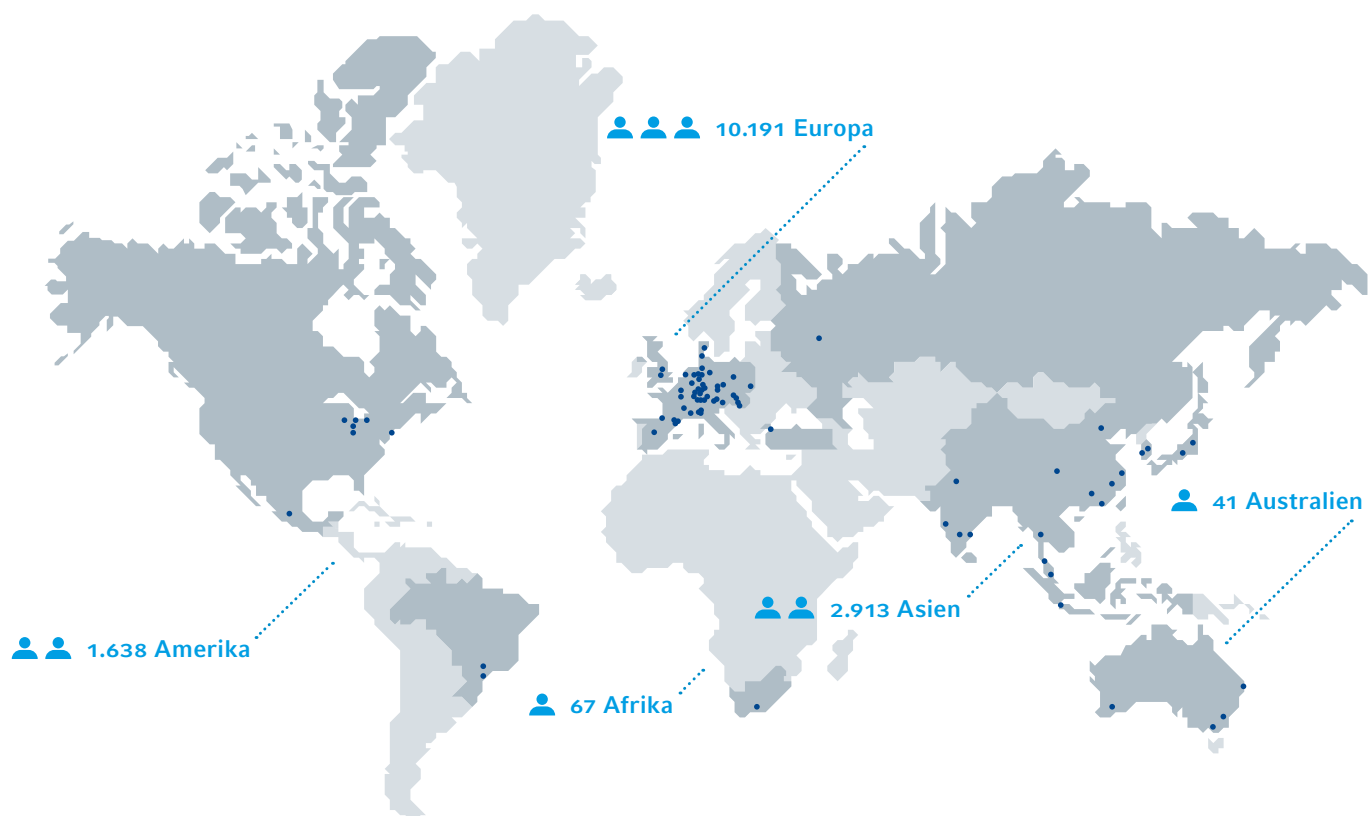 10.191 Europa
41 Australien
2.913 Asien
1.638 Amerika
67 Afrika